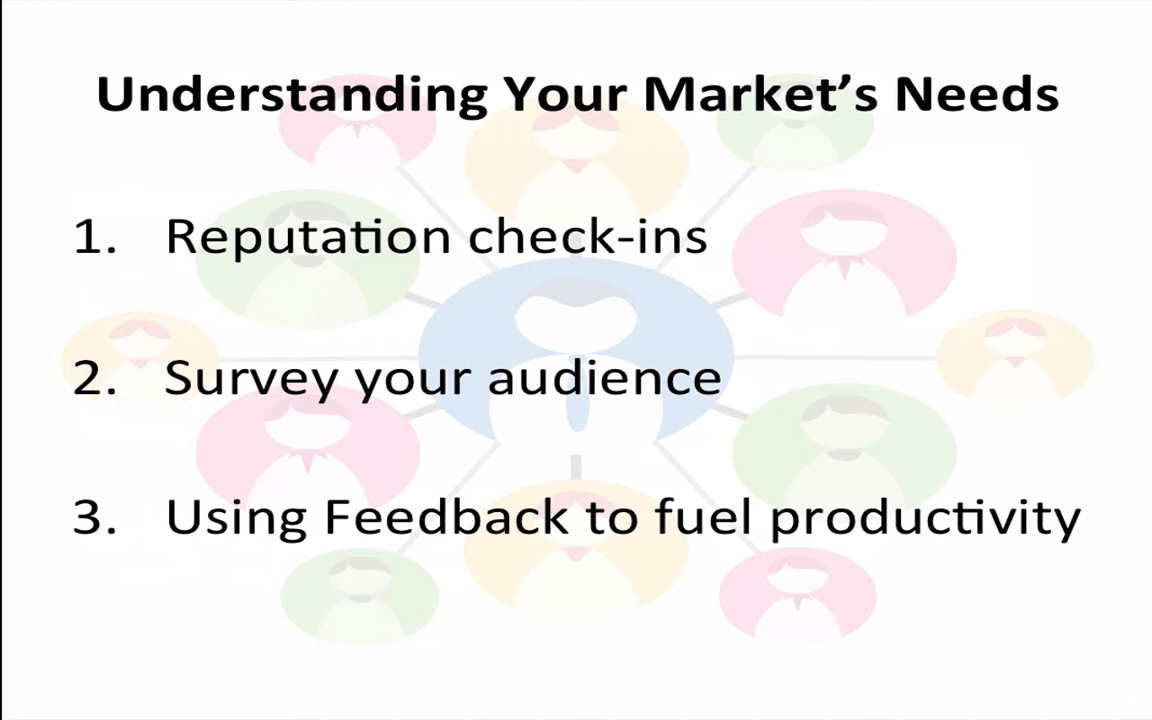 Understanding Your Market’s Needs
1. Reputation check-ins
2. Survey your audience
3. Using Feedback to fuel productivity